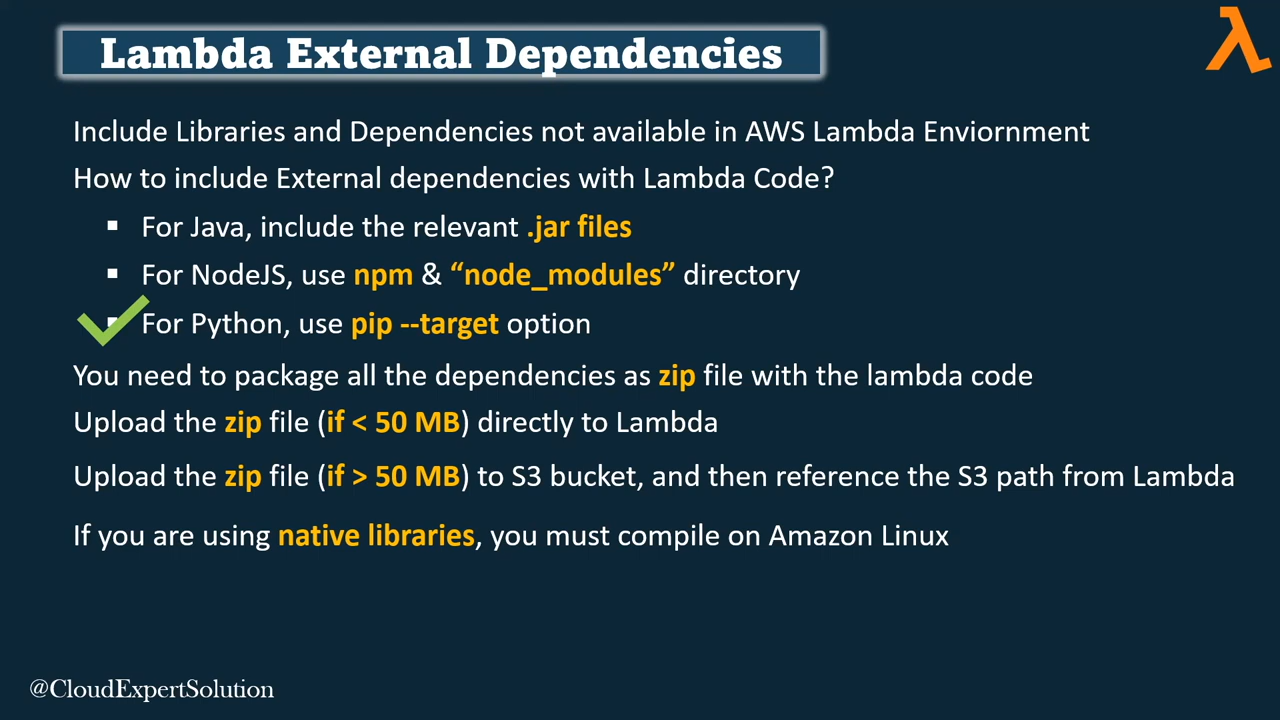 Lambda External Dependencies
Include Libraries and Dependencies not available in AWS Lambda Enviornment
How to include External dependencies with Lambda Code?
▪ For Java, include the relevant .jar files
▪ For NodeJS, use npm & “node_modules” directory
▪ For Python, use pip --target option
You need to package all the dependencies as zip file with the lambda code
Upload the zip file (if < 50 MB) directly to Lambda
Upload the zip file (if > 50 MB) to S3 bucket, and then reference the S3 path from Lambda
If you are using native libraries, you must compile on Amazon Linux
@CloudExpertSolution